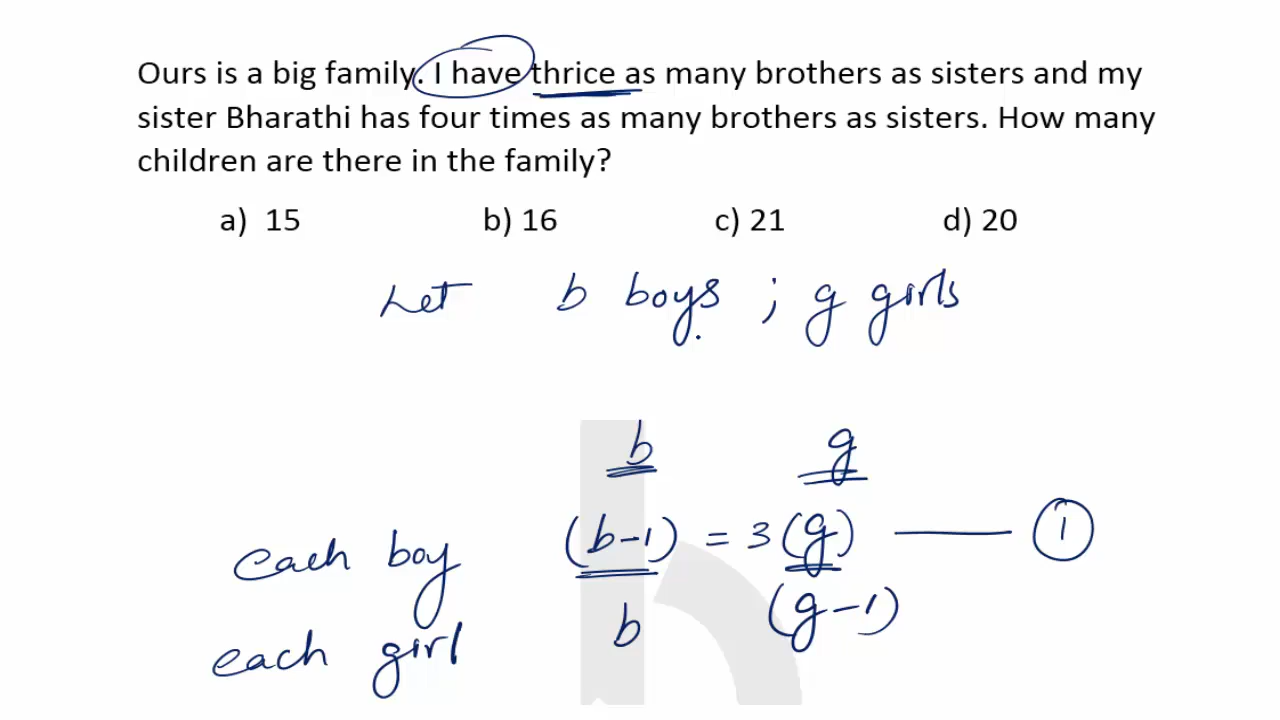 Ours is a big family. I have thrice as many brothers as sisters and my
sister Bharathi has four times as many brothers as sisters. How many
children are there in the family?
a) 15 b) 16 c) 21 d) 20
Let b boys ; g girls
b g
each boy (b-1) = 3 (g) —— 1
each girl b (g-1)